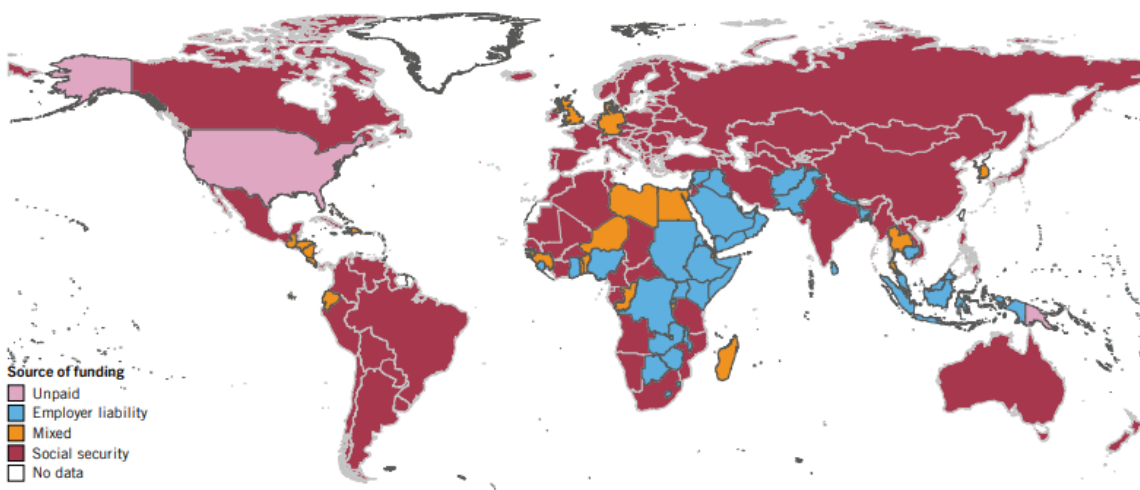 Source of funding
Unpaid
Employer liability
Mixed
Social security
No data